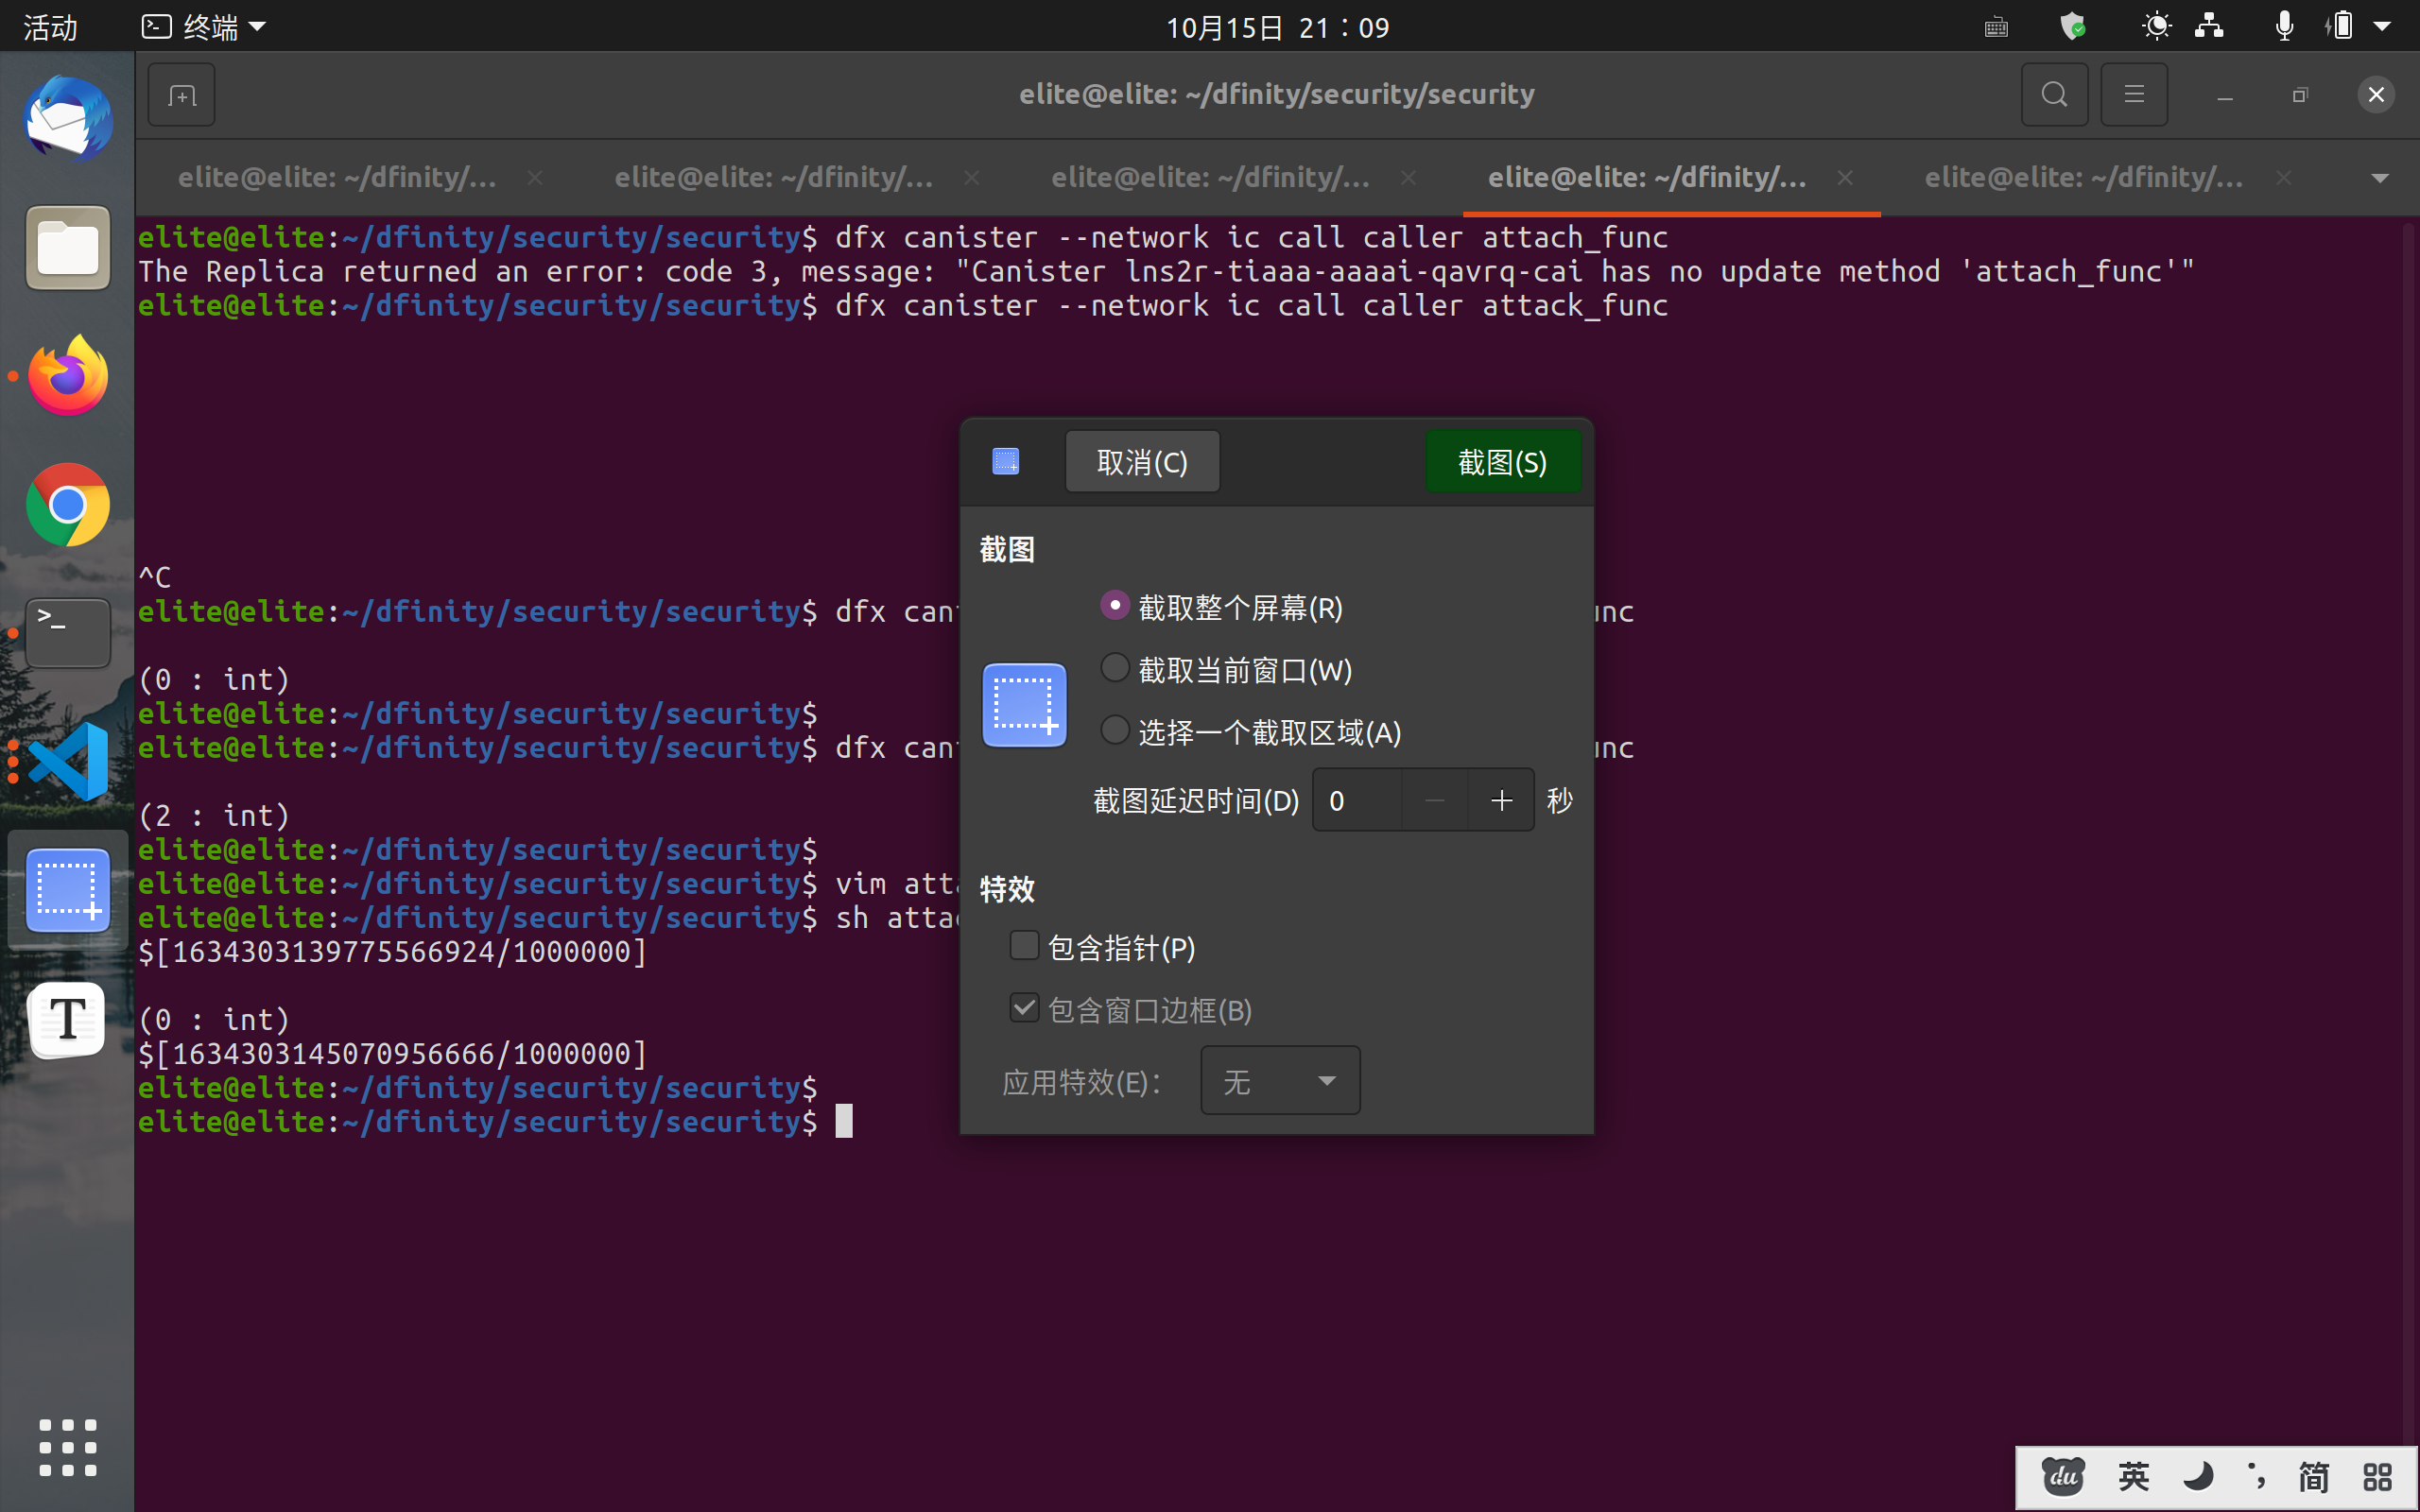 活动 终端 10月15日 21：09
elite@elite: ~/dfinity/security/security
elite@elite: ~/dfinity/... elite@elite: ~/dfinity/... elite@elite: ~/dfinity/... elite@elite: ~/dfinity/... elite@elite: ~/dfinity/...
elite@elite:~/dfinity/security/security$ dfx canister --network ic call caller attach_func
The Replica returned an error: code 3, message: "Canister lns2r-tiaaa-aaaai-qavrq-cai has no update method 'attach_func'"
elite@elite:~/dfinity/security/security$ dfx canister --network ic call caller attack_func
^C
elite@elite:~/dfinity/security/security$ dfx can nc
(0 : int)
elite@elite:~/dfinity/security/security$
elite@elite:~/dfinity/security/security$ dfx can nc
(2 : int)
elite@elite:~/dfinity/security/security$
elite@elite:~/dfinity/security/security$ vim att
elite@elite:~/dfinity/security/security$ sh atta
$[1634303139775566924/1000000]
(0 : int)
$[1634303145070956666/1000000]
elite@elite:~/dfinity/security/security$
elite@elite:~/dfinity/security/security$
取消(C) 截图(S)
截图
截取整个屏幕(R)
截取当前窗口(W)
选择一个截取区域(A)
截图延迟时间(D) 0 秒
特效
包含指针(P)
包含窗口边框(B)
应用特效(E)： 无
du 英 简